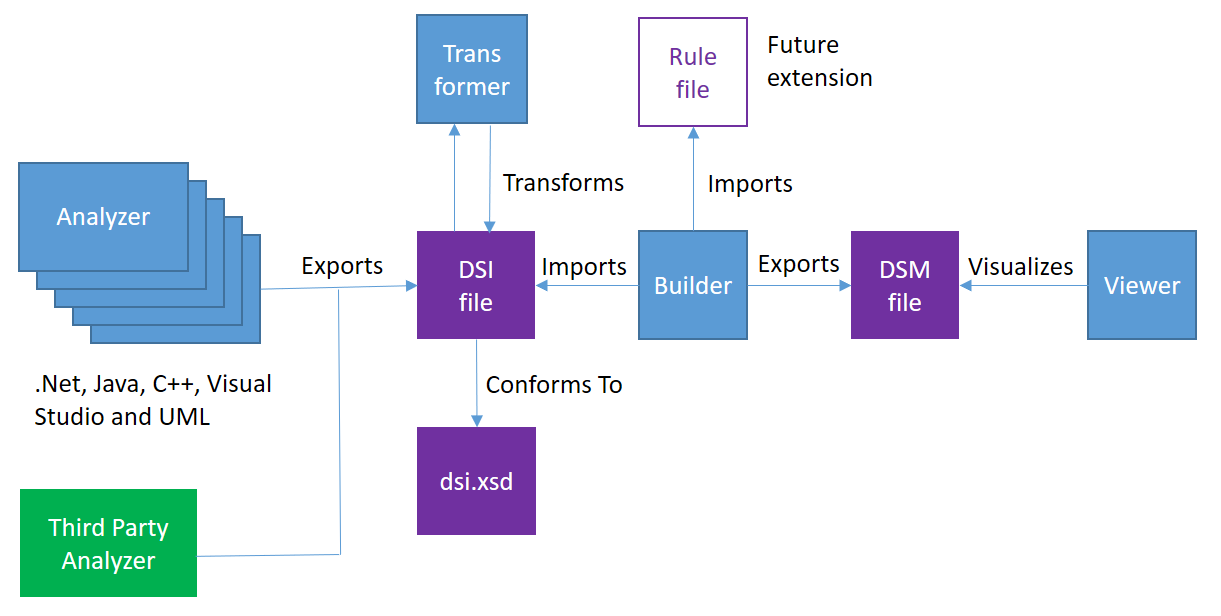 Trans
former
Rule
file
Future
extension
Transforms
Imports
Analyzer
Exports
DSI
file
Imports
Builder
Exports
DSM
file
Visualizes
Viewer
.Net, Java, C++, Visual
Studio and UML
Conforms To
dsi.xsd
Third Party
Analyzer